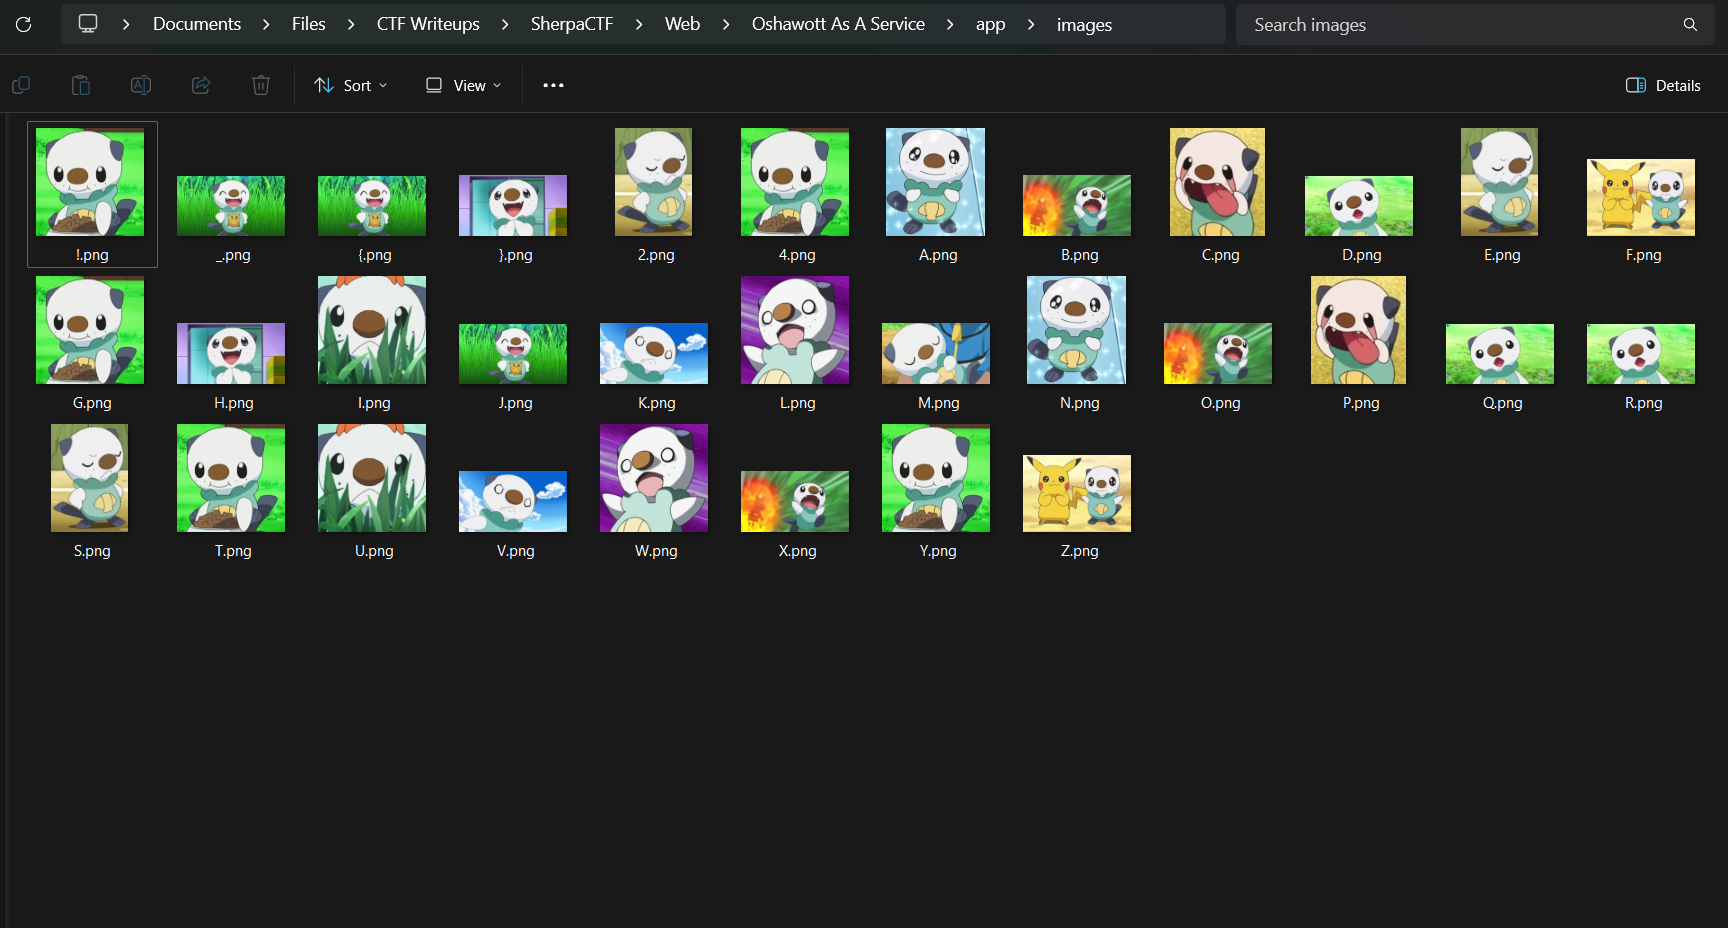 Documents > Files > CTF Writeups > SherpaCTF > Web > Oshawott As A Service > app > images
Search images
Sort
View
Details
!.png
_.png
{.png
}.png
2.png
4.png
A.png
B.png
C.png
D.png
E.png
F.png
G.png
H.png
I.png
J.png
K.png
L.png
M.png
N.png
O.png
P.png
Q.png
R.png
S.png
T.png
U.png
V.png
W.png
X.png
Y.png
Z.png